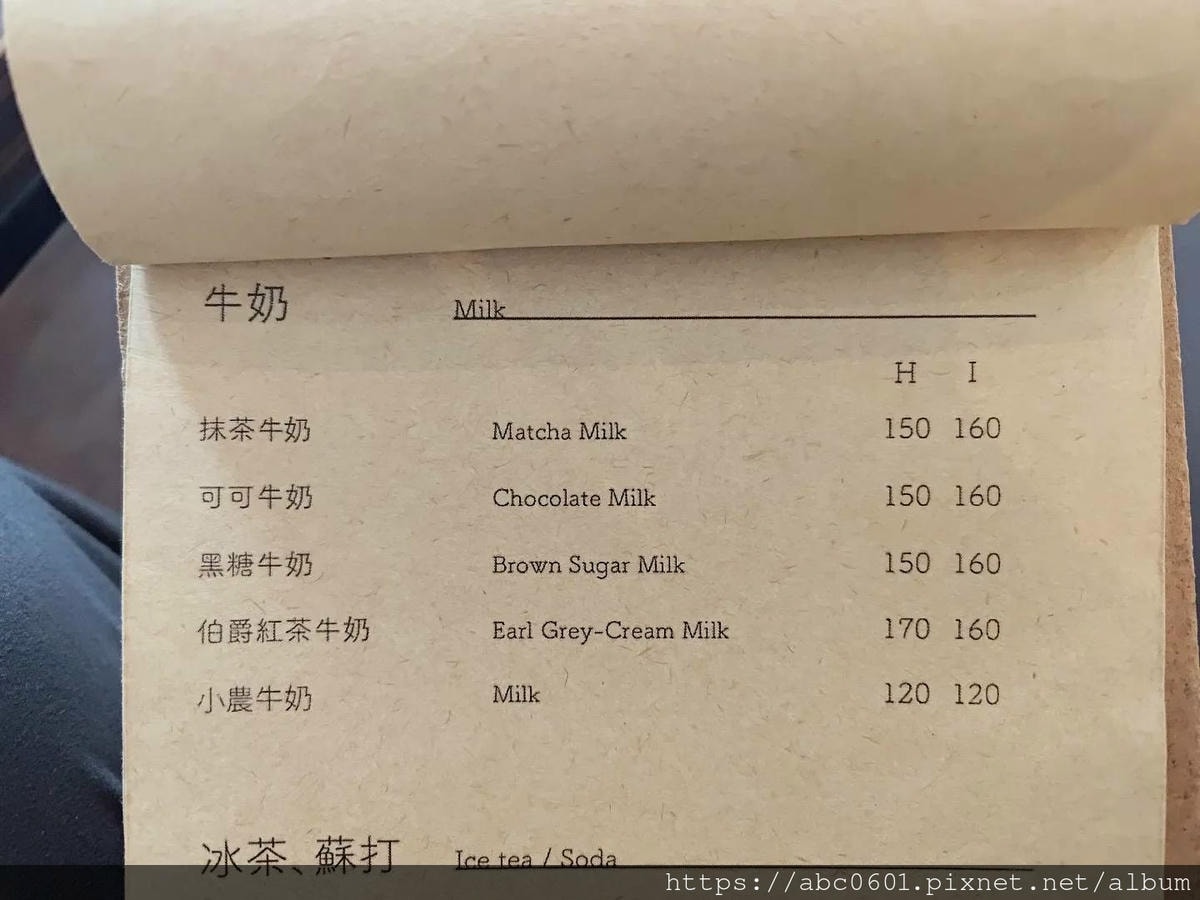 牛奶 Milk
H I
抹茶牛奶 Matcha Milk 150 160
可可牛奶 Chocolate Milk 150 160
黑糖牛奶 Brown Sugar Milk 150 160
伯爵紅茶牛奶 Earl Grey-Cream Milk 170 160
小農牛奶 Milk 120 120
冰茶、蘇打 Ice tea / Soda
https://abc0601.pixnet.net/album